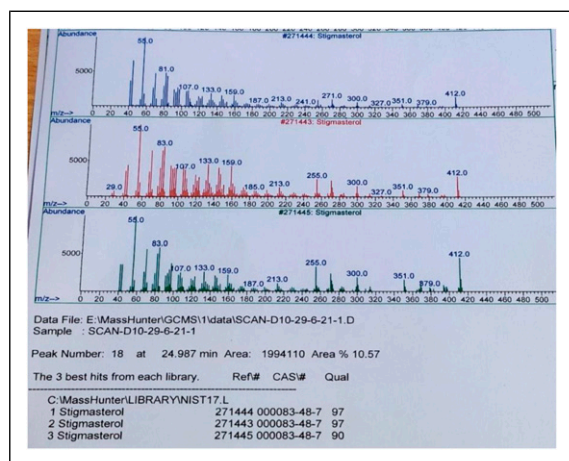 Abundance #271444: Stigmasterol
55.0
81.0
5000
107.0 133.0 159.0 187.0 213.0 241.0 271.0 300.0 327.0 351.0 379.0 412.0
m/z--> 20 40 60 80 100 120 140 160 180 200 220 240 260 280 300 320 340 360 380 400 420 440 460 480 500
Abundance #271443: Stigmasterol
55.0
83.0
5000
29.0 107.0 133.0 159.0 185.0 213.0 255.0 300.0 327.0 351.0 379.0 412.0
m/z--> 20 40 60 80 100 120 140 160 180 200 220 240 260 280 300 320 340 360 380 400 420 440 460 480 500
Abundance #271445: Stigmasterol
55.0
83.0
5000
107.0 133.0 159.0 187.0 213.0 255.0 300.0 351.0 379.0 412.0
m/z--> 20 40 60 80 100 120 140 160 180 200 220 240 260 280 300 320 340 360 380 400 420 440 460 480 500
Data File: E:\MassHunter\GCMS\1\data\SCAN-D10-29-6-21-1.D
Sample : SCAN-D10-29-6-21-1
Peak Number: 18 at 24.987 min Area: 1994110 Area % 10.57
The 3 best hits from each library. Ref\# CAS\# Qual
C:\MassHunter\LIBRARY\NIST17.L
1 Stigmasterol 271444 000083-48-7 97
2 Stigmasterol 271443 000083-48-7 97
3 Stigmasterol 271445 000083-48-7 90